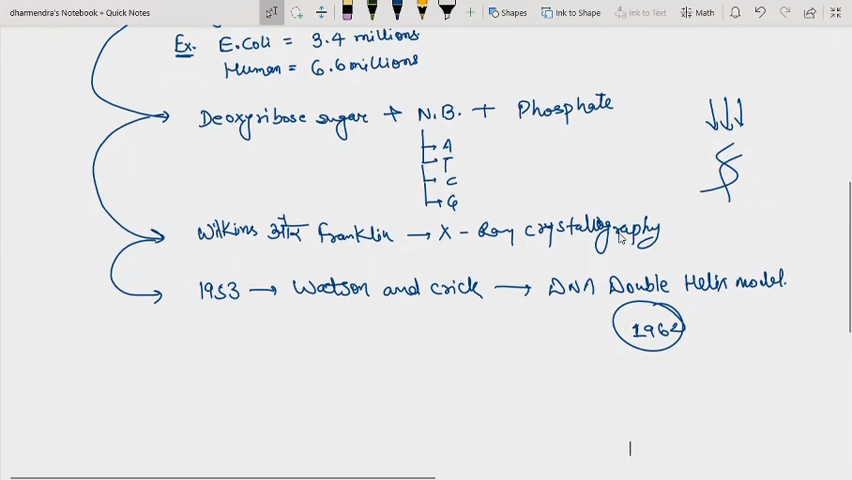 dharmendra's Notebook » Quick Notes
Shapes Ink to Shape Ink to Text Math
Ex. E.Coli = 3.4 millions
Human = 6.6 millions
Deoxyribose sugar + N.B. + Phosphate
A
T
C
G
Wilkins और Franklin → X-Ray crystallography
1953 → Watson and crick → DNA Double Helix model.
1962